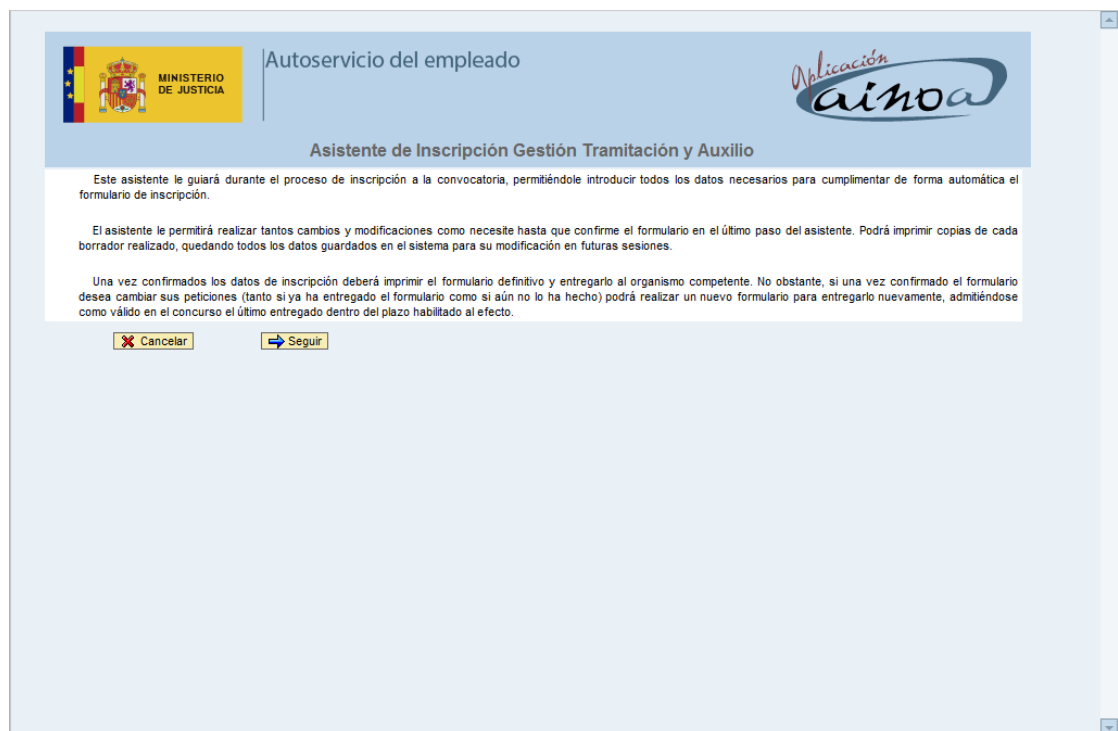 MINISTERIO
DE JUSTICIA
Autoservicio del empleado
Aplicación
ainoa
Asistente de Inscripción Gestión Tramitación y Auxilio
Este asistente le guiará durante el proceso de inscripción a la convocatoria, permitiéndole introducir todos los datos necesarios para cumplimentar de forma automática el
formulario de inscripción.
El asistente le permitirá realizar tantos cambios y modificaciones como necesite hasta que confirme el formulario en el último paso del asistente. Podrá imprimir copias de cada
borrador realizado, quedando todos los datos guardados en el sistema para su modificación en futuras sesiones.
Una vez confirmados los datos de inscripción deberá imprimir el formulario definitivo y entregarlo al organismo competente. No obstante, si una vez confirmado el formulario
desea cambiar sus peticiones (tanto si ya ha entregado el formulario como si aún no lo ha hecho) podrá realizar un nuevo formulario para entregarlo nuevamente, admitiéndose
como válido en el concurso el último entregado dentro del plazo habilitado al efecto.
Cancelar
Seguir